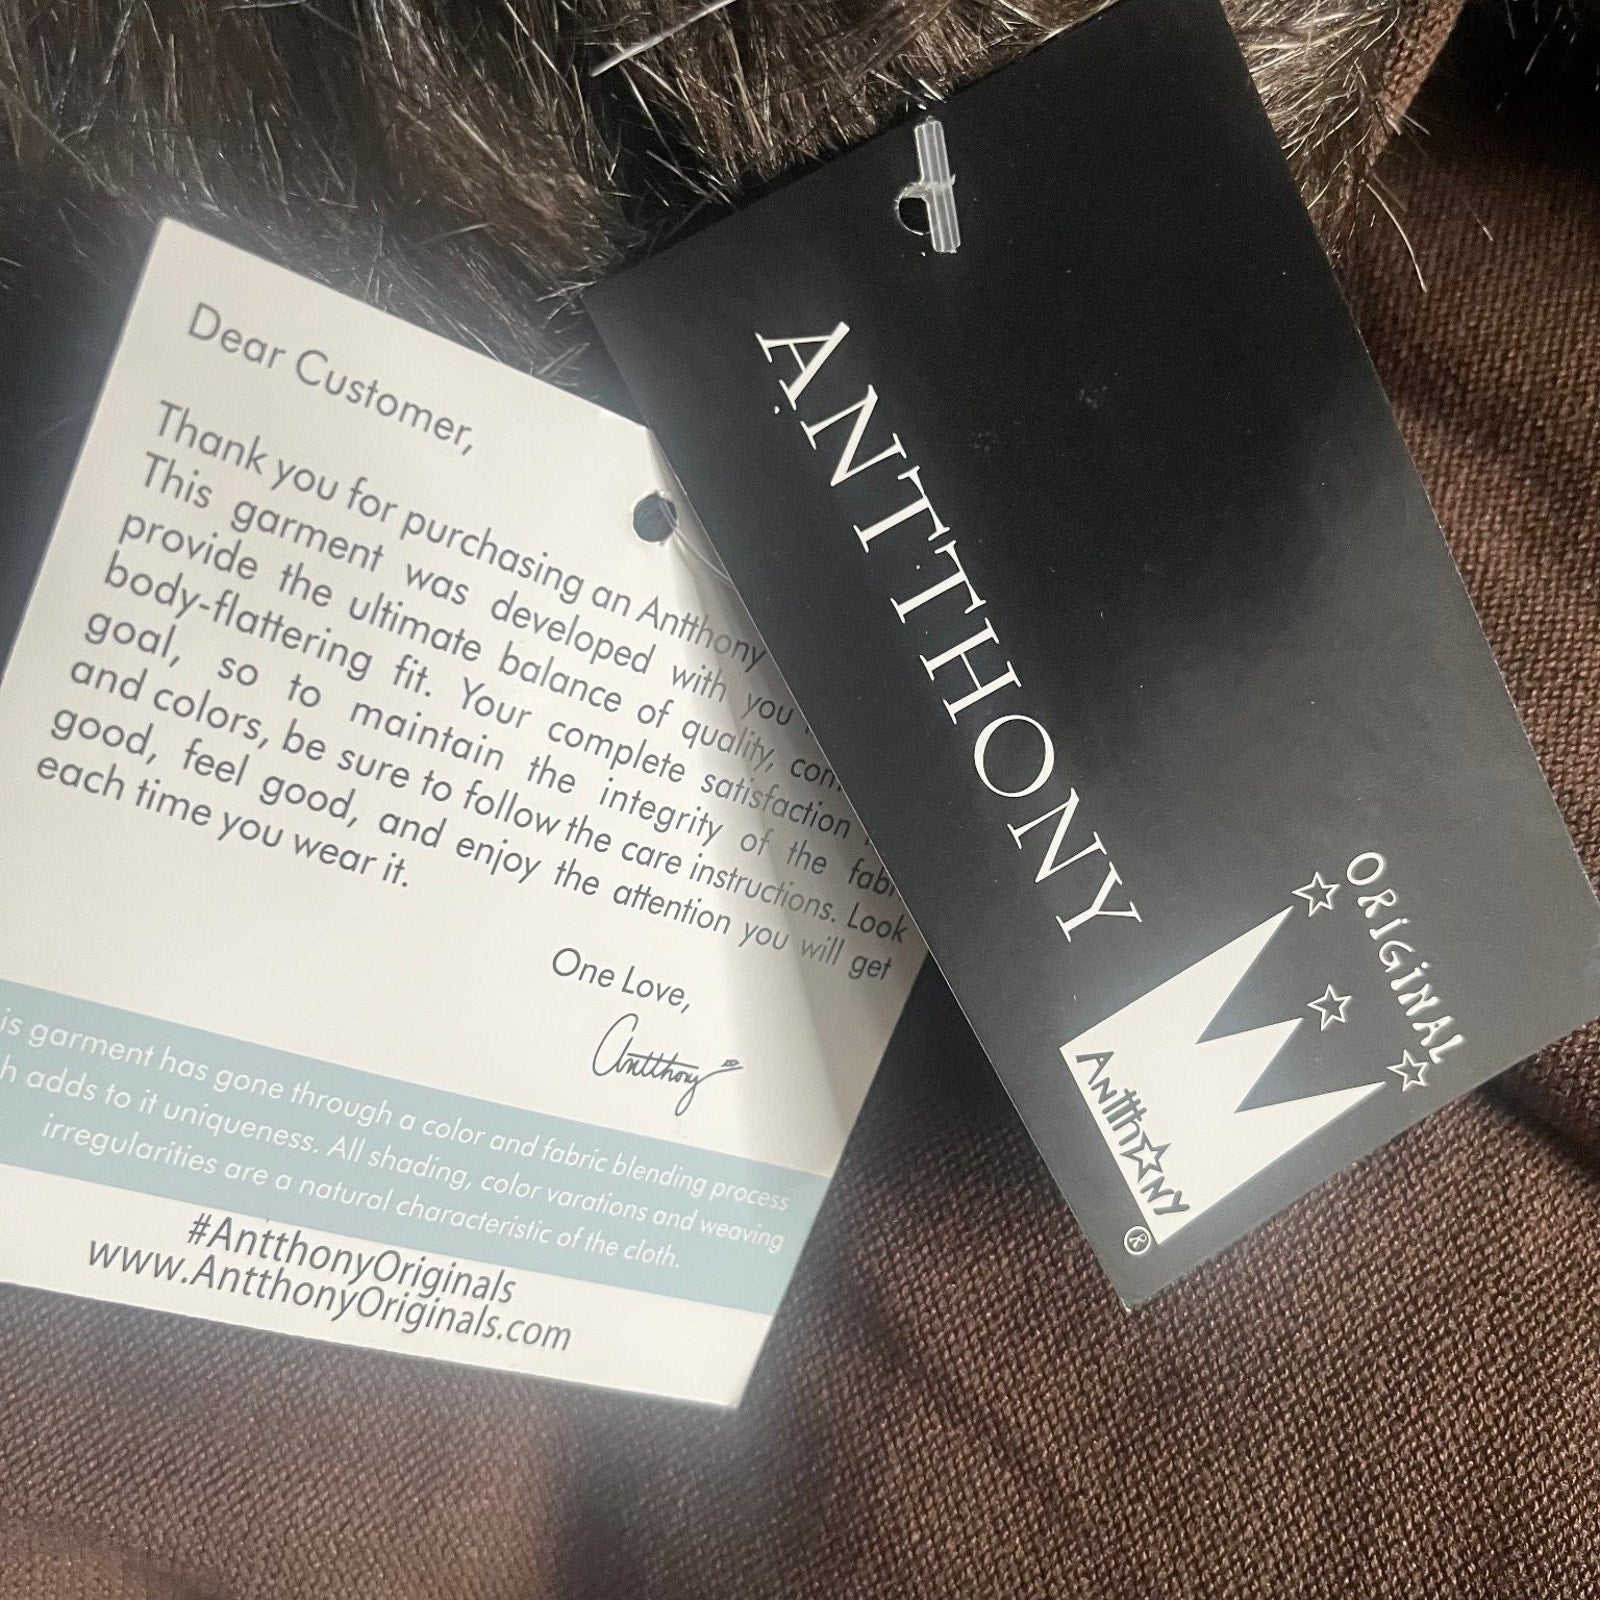 Dear Customer,
Thank you for purchasing an Antthony
This garment was developed with you
provide the ultimate balance of quality,
body-flattering fit. Your complete satisfaction
goal, so to maintain the integrity of the
and colors, be sure to follow the care instructions. Look
good, feel good, and enjoy the attention you will get
each time you wear it.
One Love,
Antthony
is garment has gone through a color and fabric blending process
h adds to it uniqueness. All shading, color varations and weaving
irregularities are a natural characteristic of the cloth.
#AntthonyOriginals
www.AntthonyOriginals.com
ANTTHONY
ORIGINAL
Antthony
®